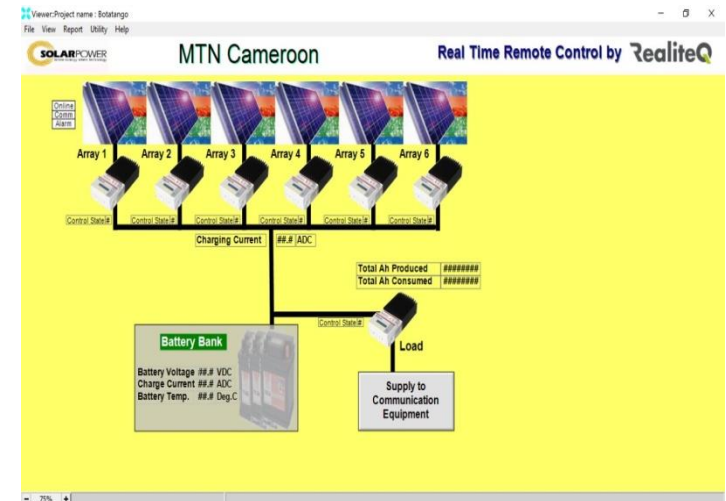 Viewer:Project name : Botatango
File View Report Utility Help
SOLARPOWER
MTN Cameroon
Real Time Remote Control by RealiteQ
Online
Comm
Alarm
Array 1 Array 2 Array 3 Array 4 Array 5 Array 6
Control State # Control State # Control State # Control State # Control State # Control State #
Charging Current ##.# ADC
Total Ah Produced ########
Total Ah Consumed ########
Control State #
Battery Bank
Load
Battery Voltage ##.# VDC
Charge Current ##.# ADC
Battery Temp. ##.# Deg.C
Supply to
Communication
Equipment
- 75% +